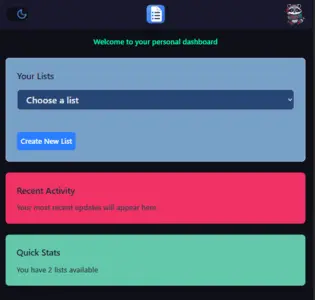 Welcome to your personal dashboard
Your Lists
Choose a list
Create New List
Recent Activity
Your most recent updates will appear here
Quick Stats
You have 2 lists available